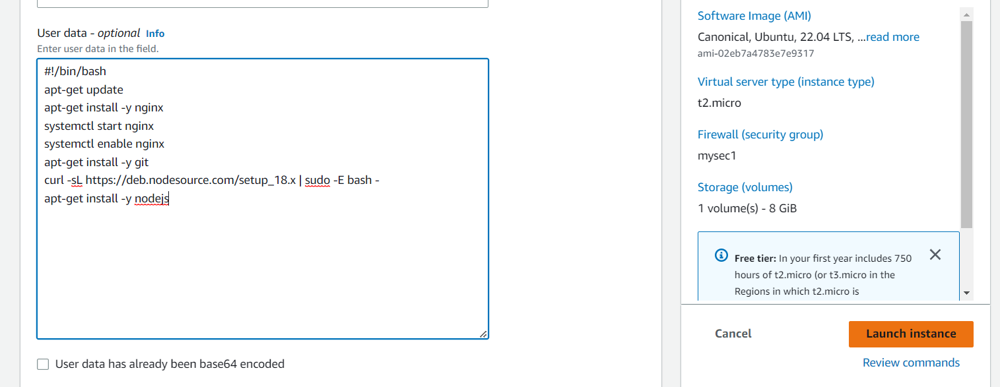 User data - optional Info
Enter user data in the field.
#!/bin/bash
apt-get update
apt-get install -y nginx
systemctl start nginx
systemctl enable nginx
apt-get install -y git
curl -sL https://deb.nodesource.com/setup_18.x | sudo -E bash -
apt-get install -y nodejs
User data has already been base64 encoded
Software Image (AMI)
Canonical, Ubuntu, 22.04 LTS, ...read more
ami-02eb7a4783e7e9317
Virtual server type (instance type)
t2.micro
Firewall (security group)
mysec1
Storage (volumes)
1 volume(s) - 8 GiB
Free tier: In your first year includes 750
hours of t2.micro (or t3.micro in the
Regions in which t2.micro is
Cancel
Launch instance
Review commands